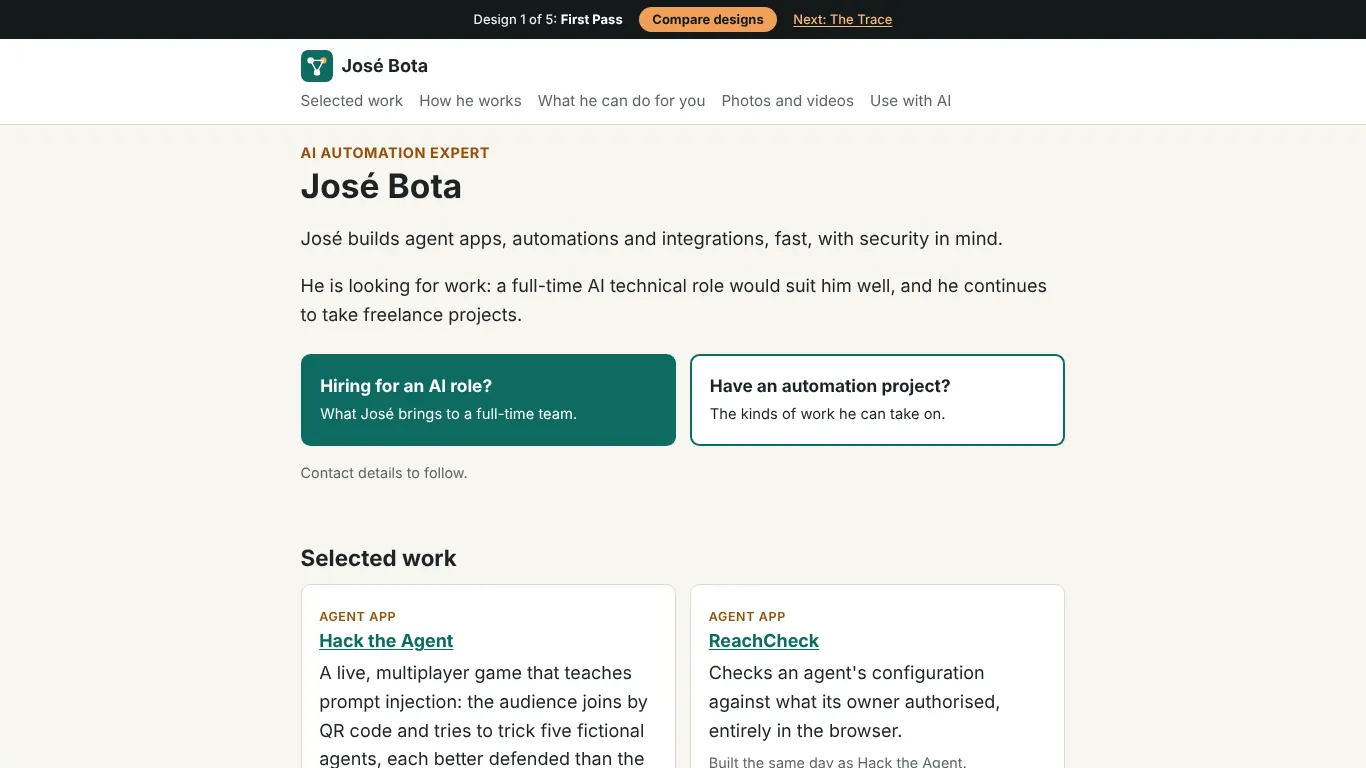 Design 1 of 5: First Pass
Compare designs
Next: The Trace
José Bota
Selected work
How he works
What he can do for you
Photos and videos
Use with AI
AI AUTOMATION EXPERT
José Bota
José builds agent apps, automations and integrations, fast, with security in mind.
He is looking for work: a full-time AI technical role would suit him well, and he continues
to take freelance projects.
Hiring for an AI role?
What José brings to a full-time team.
Have an automation project?
The kinds of work he can take on.
Contact details to follow.
Selected work
AGENT APP
Hack the Agent
A live, multiplayer game that teaches
prompt injection: the audience joins by
QR code and tries to trick five fictional
agents, each better defended than the
AGENT APP
ReachCheck
Checks an agent's configuration
against what its owner authorised,
entirely in the browser.
Built the same day as Hack the Agent.